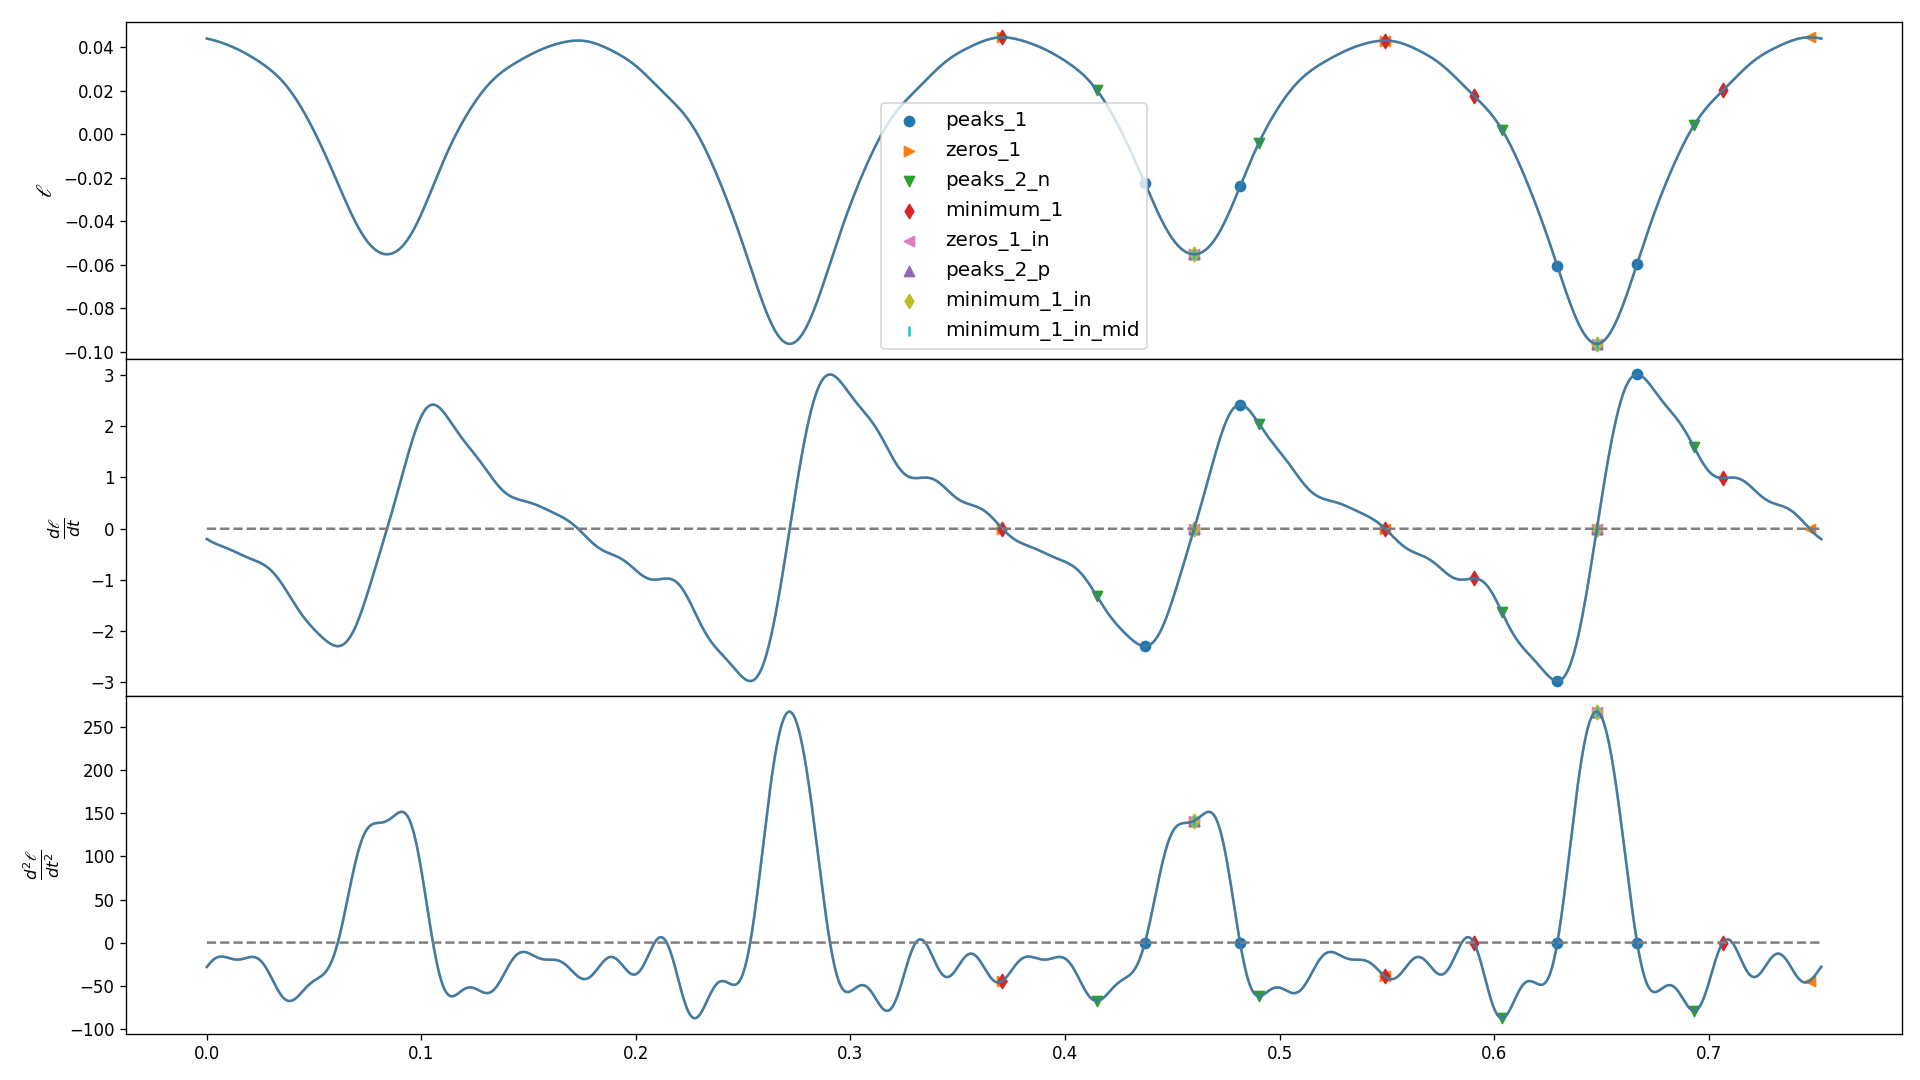 0.04
0.02
0.00
−0.02
−0.04
−0.06
−0.08
−0.10
ℓ
peaks_1
zeros_1
peaks_2_n
minimum_1
zeros_1_in
peaks_2_p
minimum_1_in
minimum_1_in_mid
3
2
1
0
−1
−2
−3
dℓ
dt
250
200
150
100
50
0
−50
−100
d²ℓ
dt²
0.0 0.1 0.2 0.3 0.4 0.5 0.6 0.7